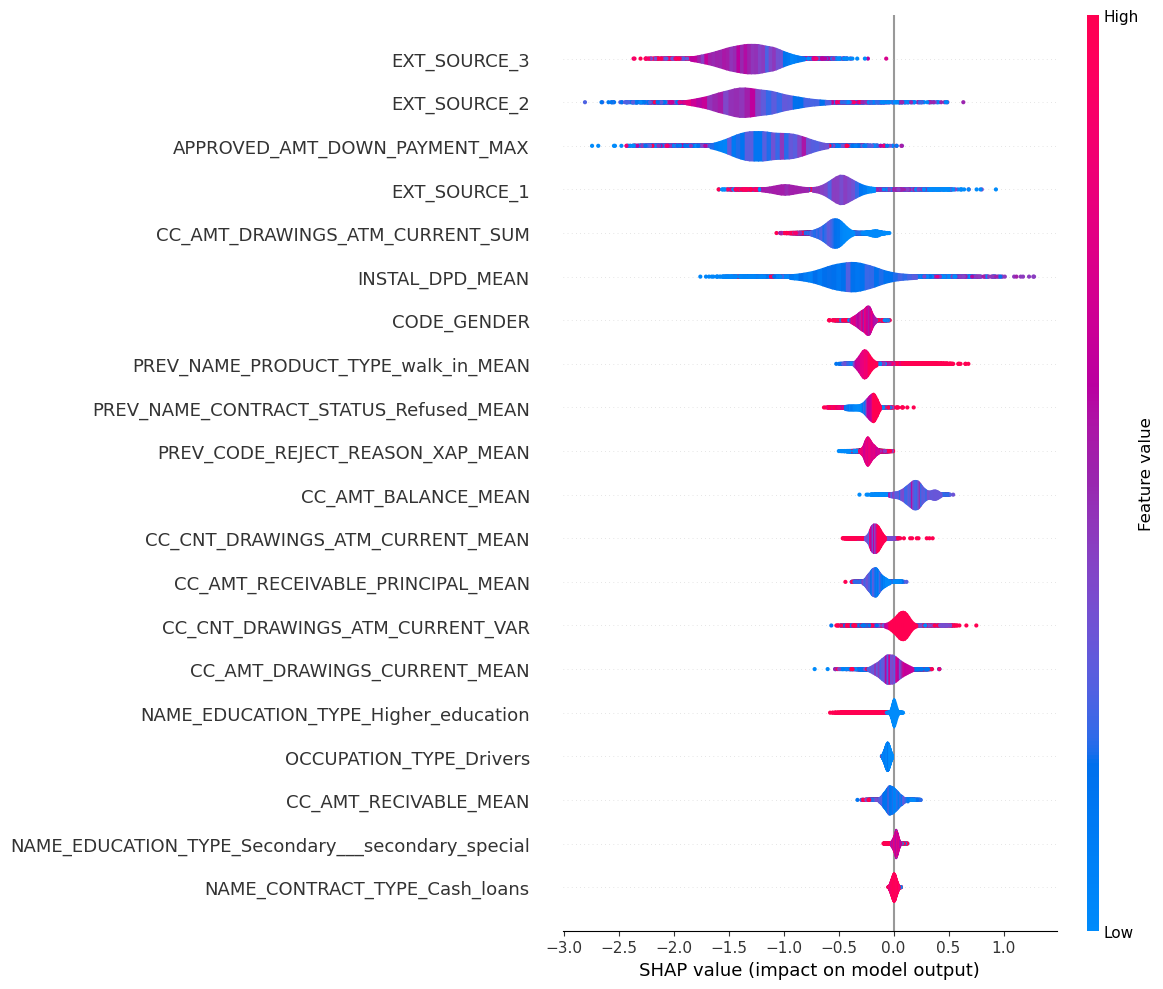 High
EXT_SOURCE_3
EXT_SOURCE_2
APPROVED_AMT_DOWN_PAYMENT_MAX
EXT_SOURCE_1
CC_AMT_DRAWINGS_ATM_CURRENT_SUM
INSTAL_DPD_MEAN
CODE_GENDER
PREV_NAME_PRODUCT_TYPE_walk_in_MEAN
PREV_NAME_CONTRACT_STATUS_Refused_MEAN
PREV_CODE_REJECT_REASON_XAP_MEAN
CC_AMT_BALANCE_MEAN
CC_CNT_DRAWINGS_ATM_CURRENT_MEAN
CC_AMT_RECEIVABLE_PRINCIPAL_MEAN
CC_CNT_DRAWINGS_ATM_CURRENT_VAR
CC_AMT_DRAWINGS_CURRENT_MEAN
NAME_EDUCATION_TYPE_Higher_education
OCCUPATION_TYPE_Drivers
CC_AMT_RECIVABLE_MEAN
NAME_EDUCATION_TYPE_Secondary___secondary_special
NAME_CONTRACT_TYPE_Cash_loans
Feature value
Low
−3.0 −2.5 −2.0 −1.5 −1.0 −0.5 0.0 0.5 1.0
SHAP value (impact on model output)